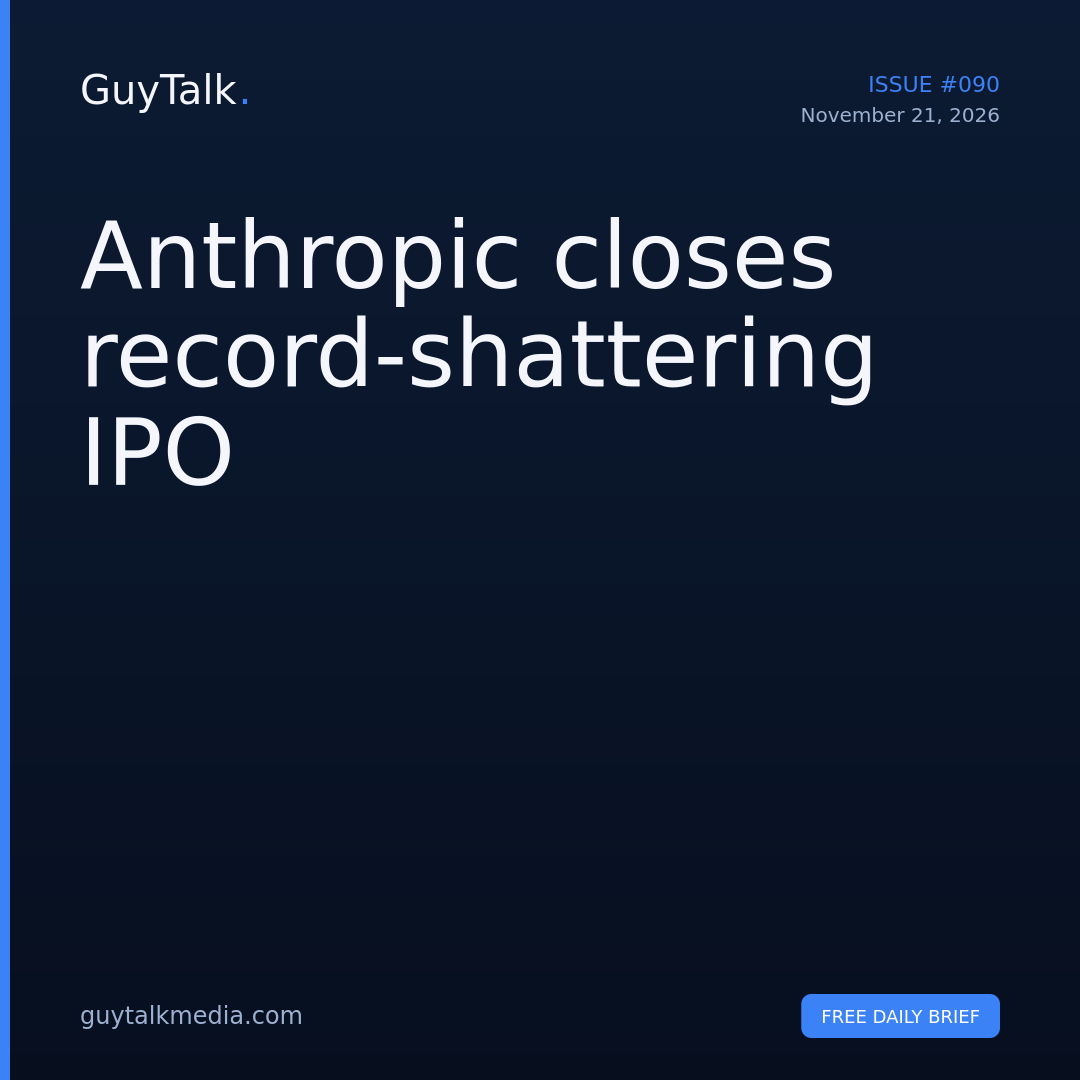 GuyTalk.
ISSUE #090
November 21, 2026
Anthropic closes
record-shattering
IPO
guytalkmedia.com
FREE DAILY BRIEF